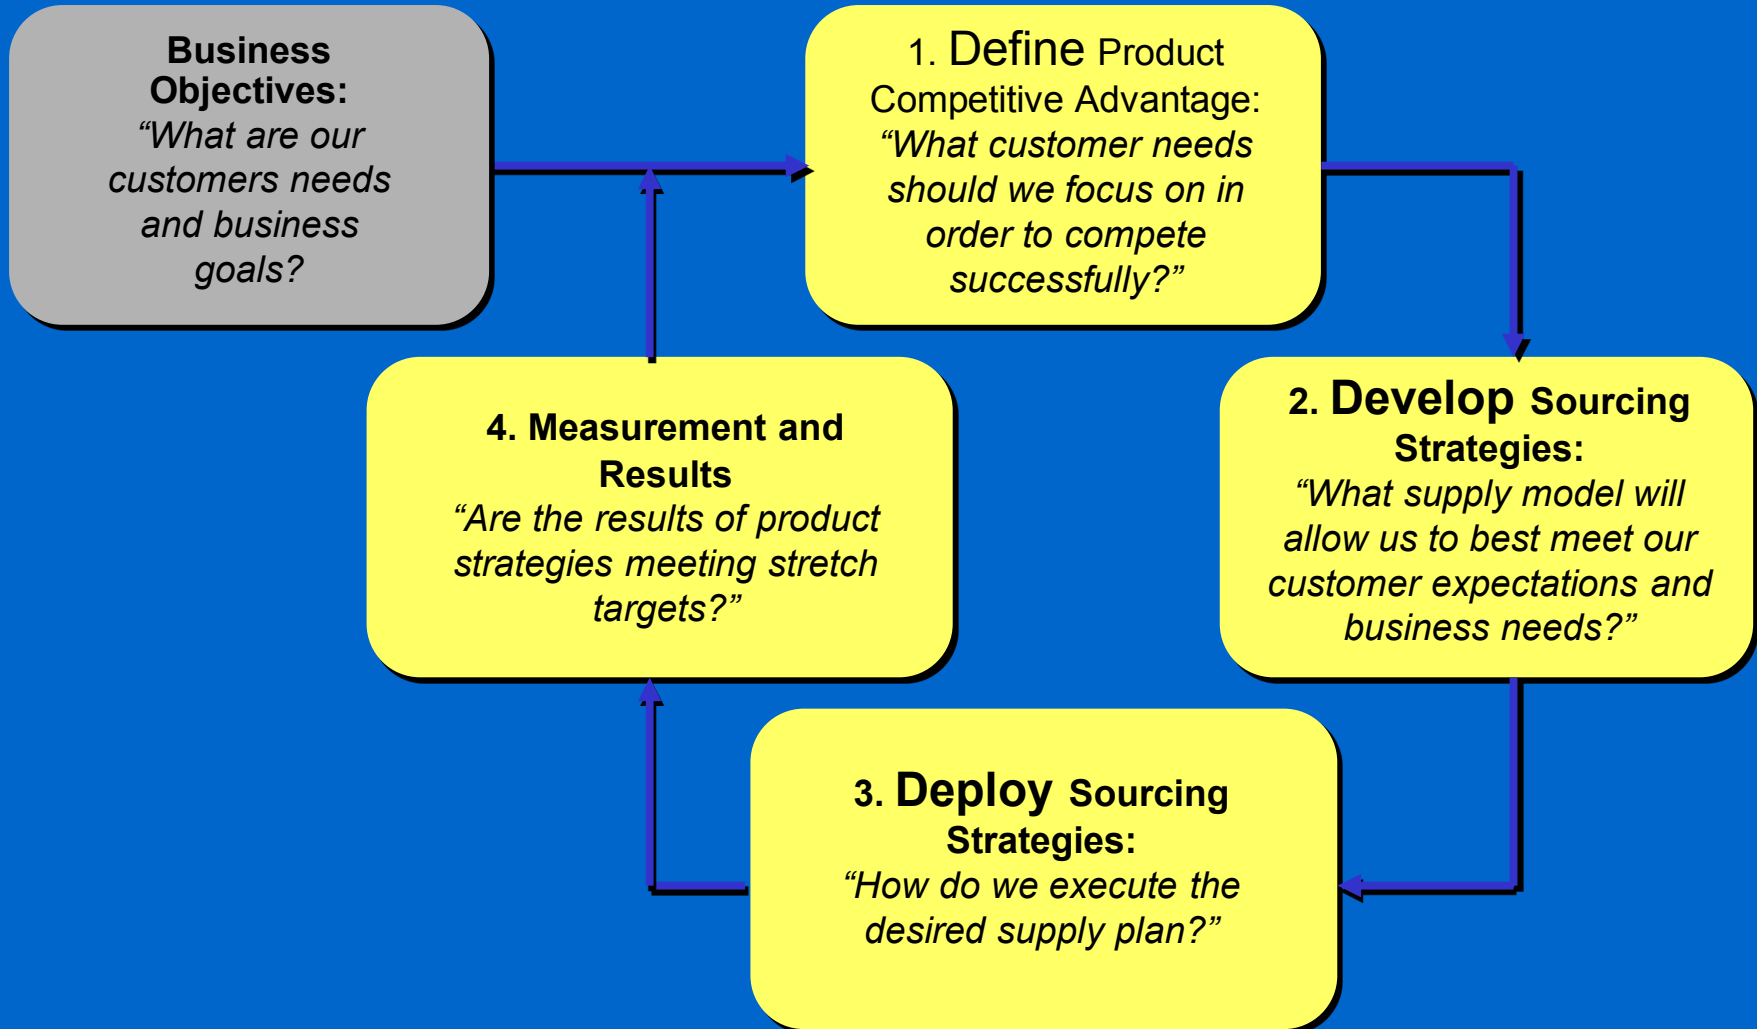 Business
Objectives:
“What are our
customers needs
and business
goals?
1. Define Product
Competitive Advantage:
“What customer needs
should we focus on in
order to compete
successfully?”
2. Develop Sourcing
Strategies:
“What supply model will
allow us to best meet our
customer expectations and
business needs?”
3. Deploy Sourcing
Strategies:
“How do we execute the
desired supply plan?”
4. Measurement and
Results
“Are the results of product
strategies meeting stretch
targets?”